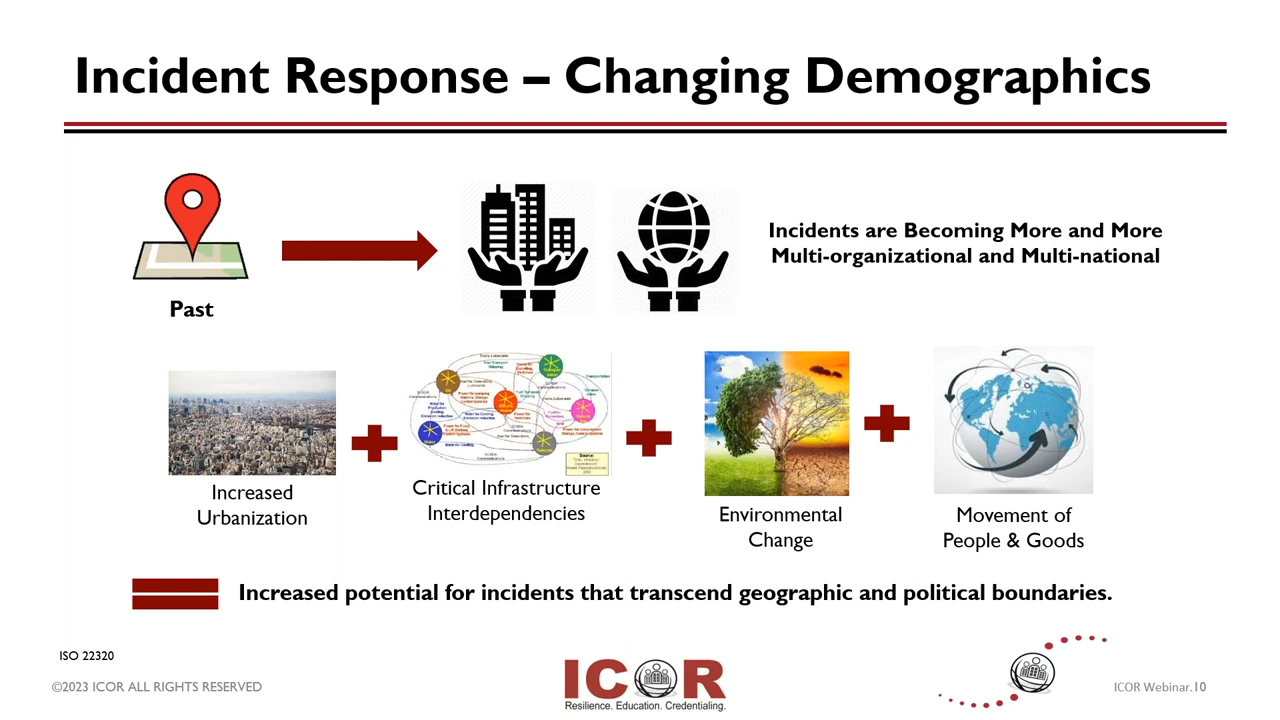 Incident Response – Changing Demographics
Past
Incidents are Becoming More and More
Multi-organizational and Multi-national
Increased
Urbanization
Critical Infrastructure
Interdependencies
Environmental
Change
Movement of
People & Goods
Increased potential for incidents that transcend geographic and political boundaries.
ISO 22320
©2023 ICOR ALL RIGHTS RESERVED
ICOR
Resilience. Education. Credentialing.
ICOR Webinar.10